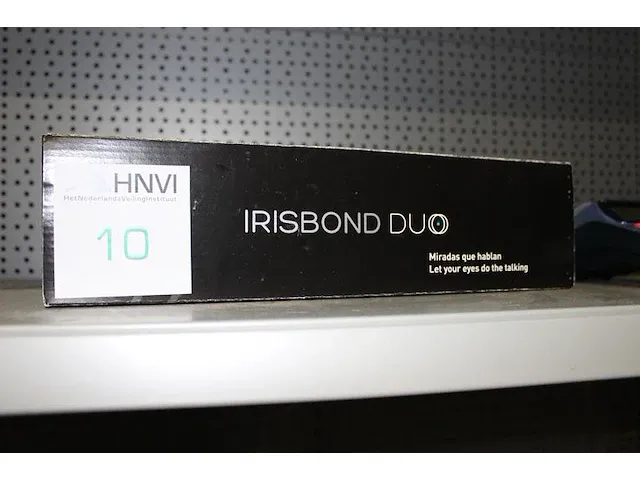 HNVI
HetNederlandsVeilingInstituut
10
IRISBOND DUO
Miradas que hablan
Let your eyes do the talking